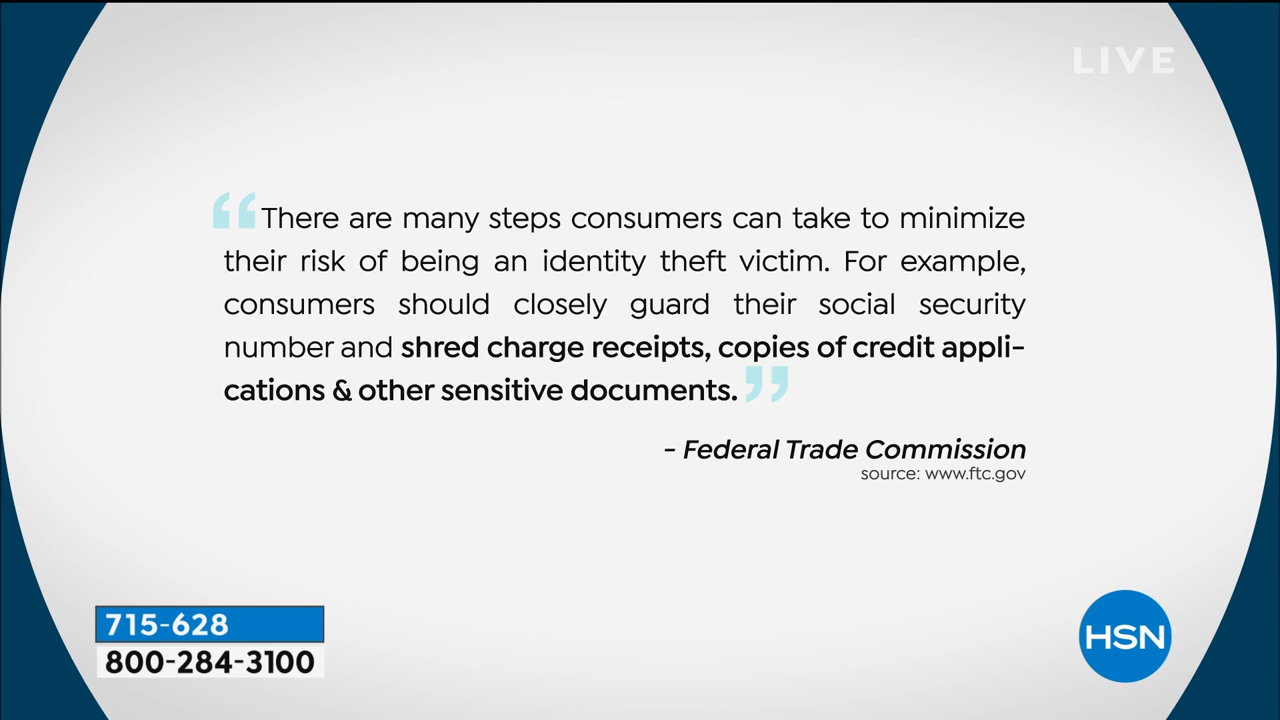 LIVE
“There are many steps consumers can take to minimize
their risk of being an identity theft victim. For example,
consumers should closely guard their social security
number and shred charge receipts, copies of credit appli-
cations & other sensitive documents.”
- Federal Trade Commission
source: www.ftc.gov
715-628
800-284-3100
HSN